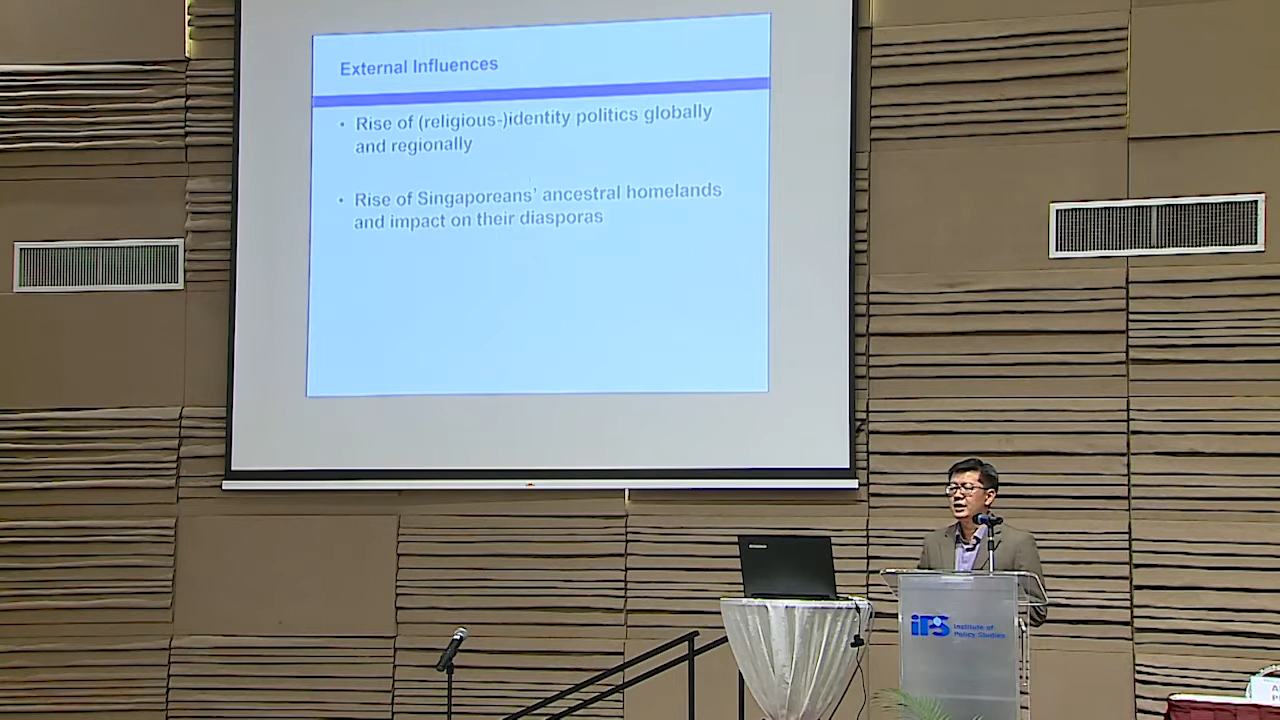 External Influences
• Rise of (religious-)identity politics globally
and regionally
• Rise of Singaporeans’ ancestral homelands
and impact on their diasporas
iPS Institute of
Policy Studies